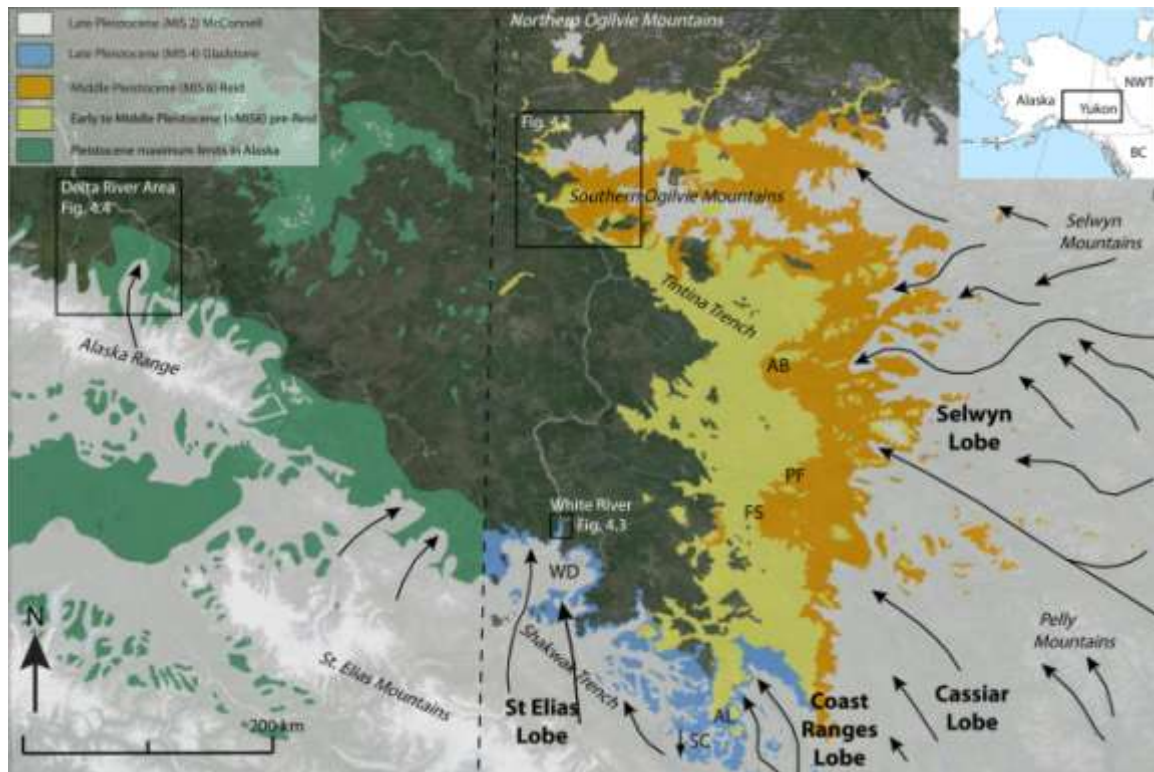 Late Pleistocene (MIS 2) McConnell
Late Pleistocene (MIS 4) Gladstone
Middle Pleistocene (MIS 6) Reid
Early to Middle Pleistocene (>MIS6) pre-Reid
Pleistocene maximum limits in Alaska
Northern Ogilvie Mountains
Alaska
Yukon
NWT
BC
Fig. 4.2
Delta River Area
Fig. 4.4
Southern Ogilvie Mountains
Selwyn
Mountains
Tintina Trench
Alaska Range
AB
Selwyn
Lobe
PF
FS
White River
Fig. 4.3
WD
N
Shakwak Trench
St. Elias Mountains
Pelly
Mountains
St Elias
Lobe
AL
SC
Coast
Ranges
Lobe
Cassiar
Lobe
~200 km